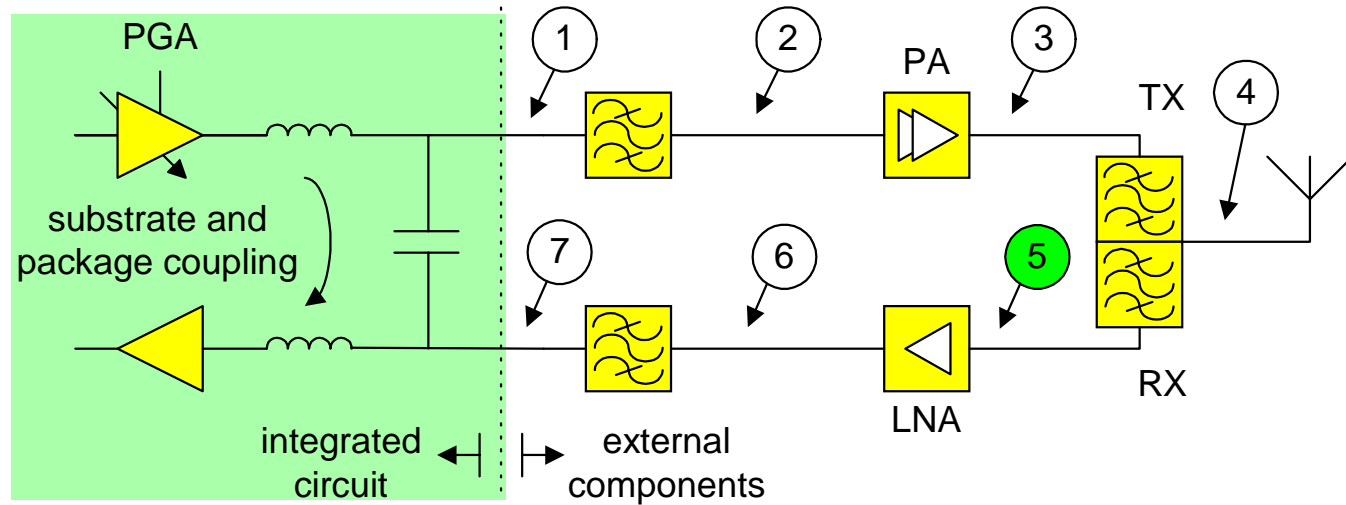 PGA
1
2
PA
3
TX
4
substrate and
package coupling
7
6
5
LNA
RX
integrated
circuit
external
components